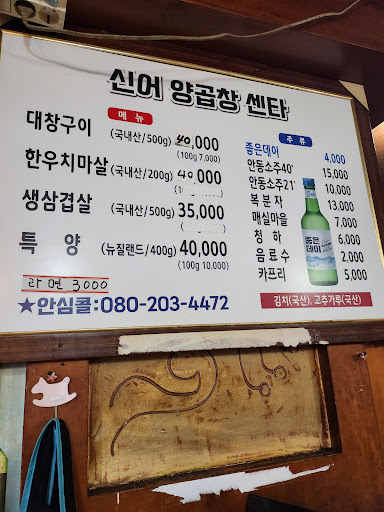 신어 양곱창 센타
메뉴
대창구이 (국내산/500g) 40,000
(100g 7,000)
한우치마살 (국내산/200g) 40,000
생삼겹살 (국내산/500g) 35,000
특 양 (뉴질랜드/400g) 40,000
(100g 10,000)
라면 3000
★안심콜:080-203-4472
주류
좋은데이 4,000
안동소주40˚ 15,000
안동소주21˚ 10,000
복분자 13,000
매실마을 7,000
청하 6,000
음료수 2,000
카프리 5,000
좋은데이
김치(국산), 고추가루(국산)